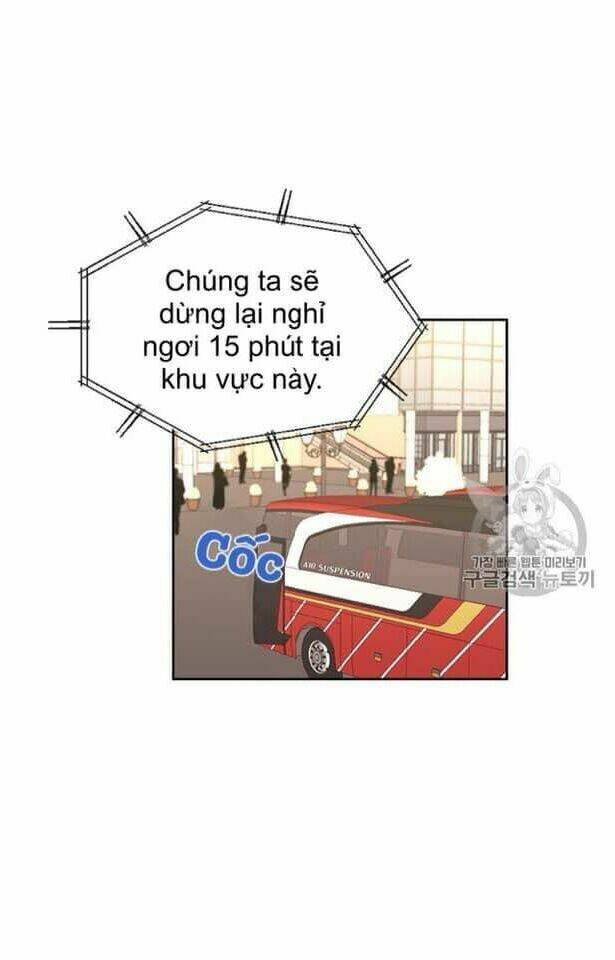 Chúng ta sẽ
dừng lại nghỉ
ngơi 15 phút tại
khu vực này.
Cốc
AIR SUSPENSION
가장 빠른 웹툰 미리보기
구글검색 뉴토끼